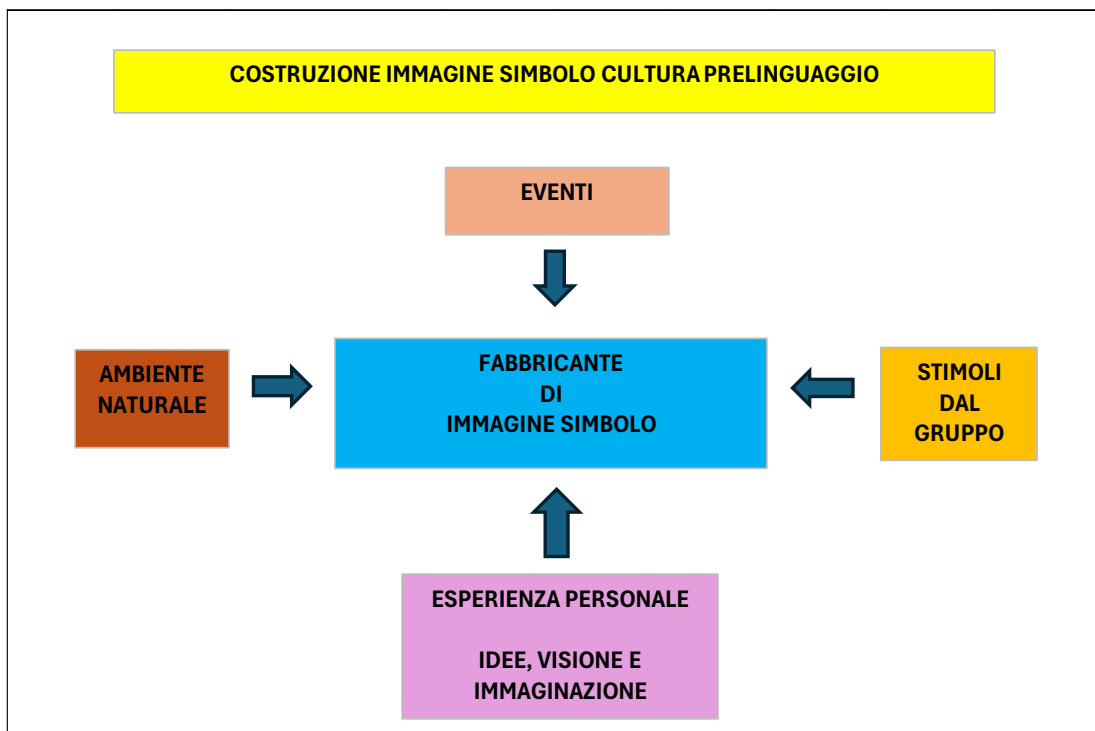 COSTRUZIONE IMMAGINE SIMBOLO CULTURA PRELINGUAGGIO
EVENTI
AMBIENTE
NATURALE
FABBRICANTE
DI
IMMAGINE SIMBOLO
STIMOLI
DAL
GRUPPO
ESPERIENZA PERSONALE
IDEE, VISIONE E
IMMAGINAZIONE